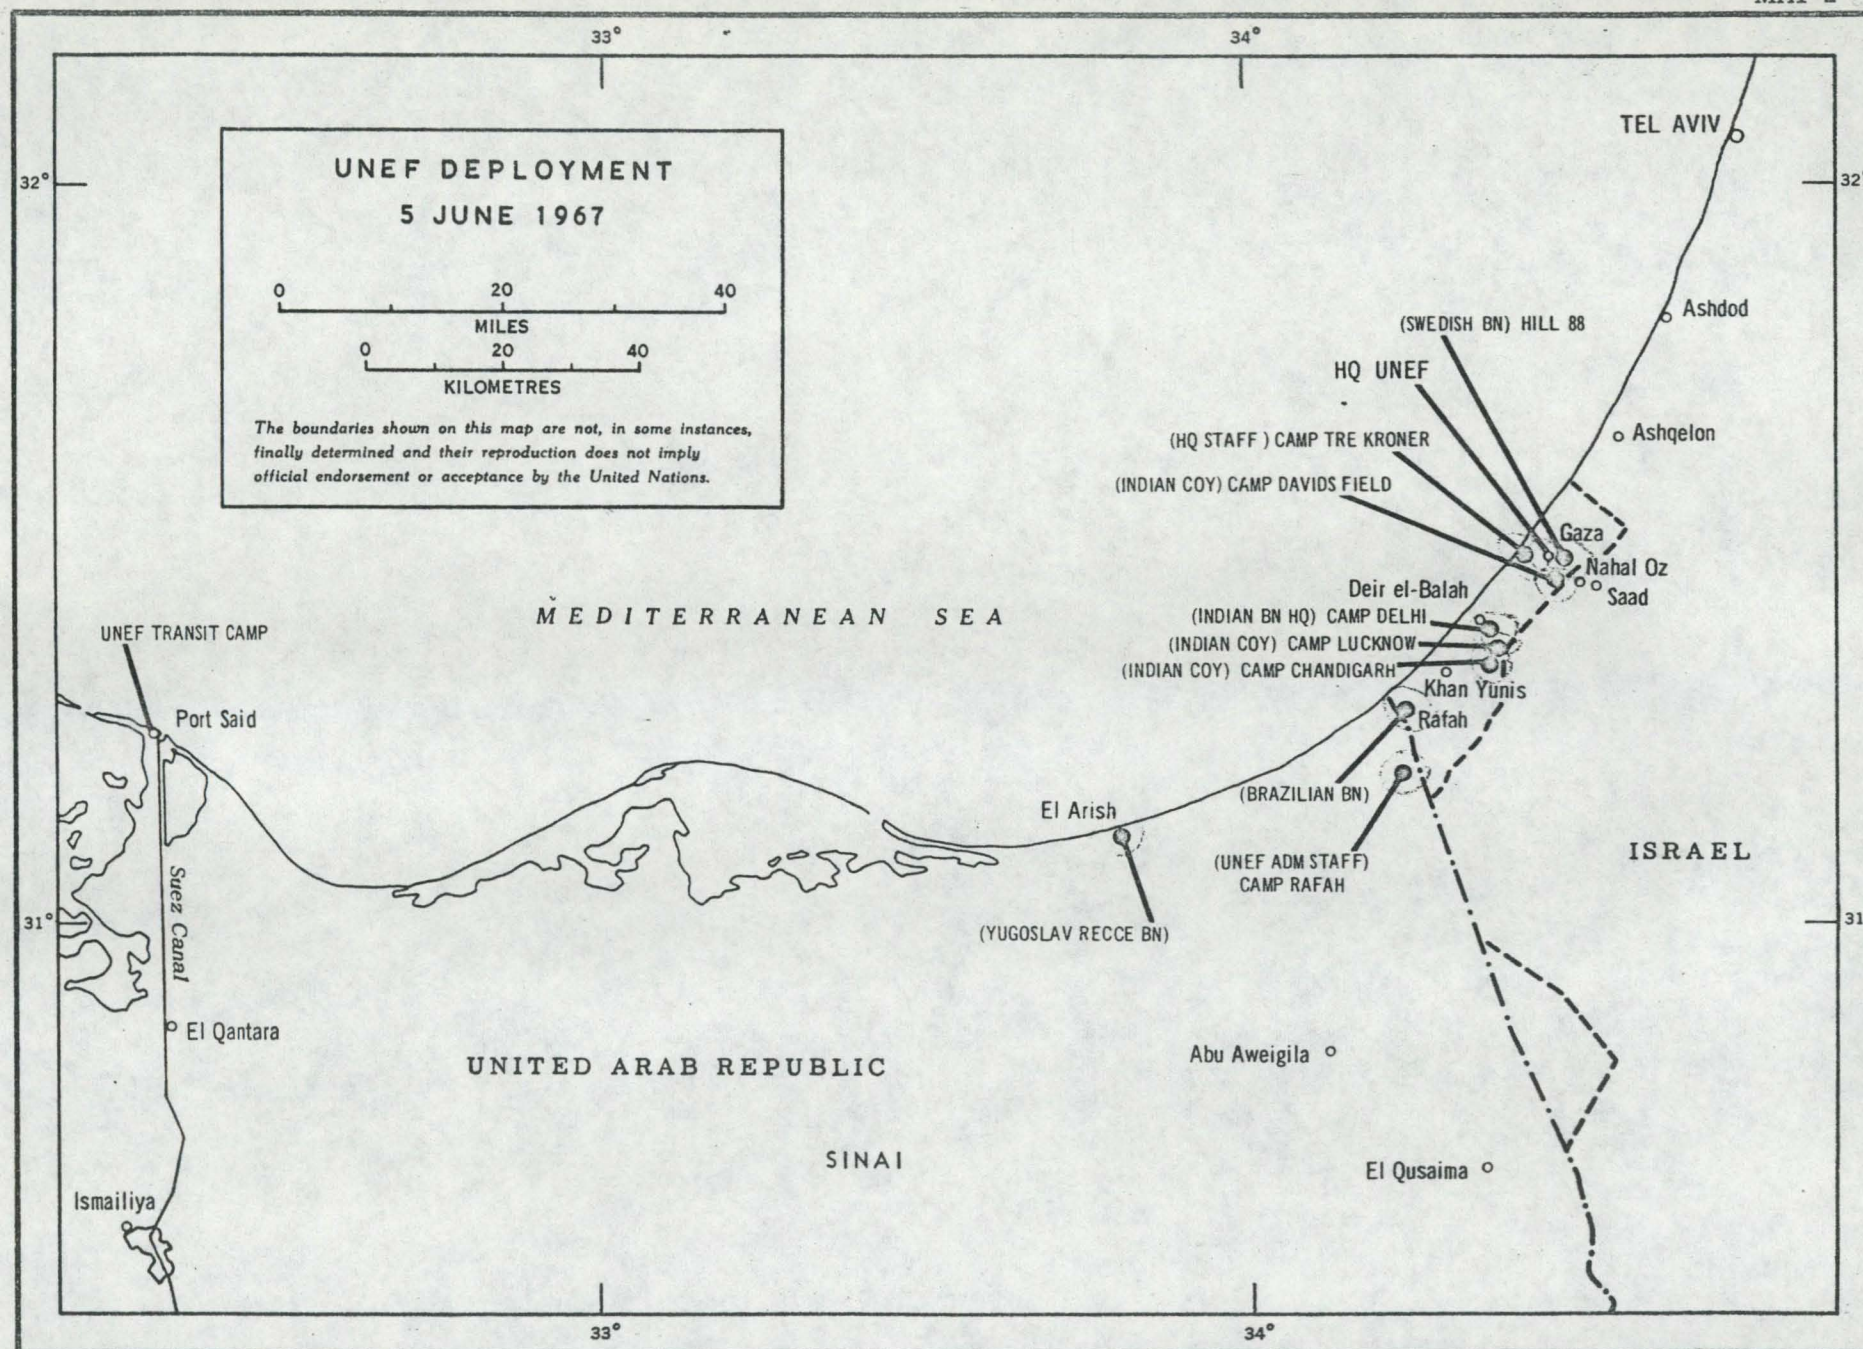 33°
34°
TEL AVIV
32°
32°
UNEF DEPLOYMENT
5 JUNE 1967
0 20 40
MILES
0 20 40
KILOMETRES
The boundaries shown on this map are not, in some instances,
finally determined and their reproduction does not imply
official endorsement or acceptance by the United Nations.
Ashdod
(SWEDISH BN) HILL 88
HQ UNEF
(HQ STAFF ) CAMP TRE KRONER
Ashqelon
(INDIAN COY) CAMP DAVIDS FIELD
Gaza
Nahal Oz
Saad
Deir el-Balah
(INDIAN BN HQ) CAMP DELHI
(INDIAN COY) CAMP LUCKNOW
(INDIAN COY) CAMP CHANDIGARH
Khan Yunis
Rafah
MEDITERRANEAN SEA
UNEF TRANSIT CAMP
Port Said
(BRAZILIAN BN)
El Arish
(UNEF ADM STAFF)
CAMP RAFAH
ISRAEL
(YUGOSLAV RECCE BN)
31°
31
Suez Canal
El Qantara
UNITED ARAB REPUBLIC
Abu Aweigila
SINAI
El Qusaima
Ismailiya
33°
34°